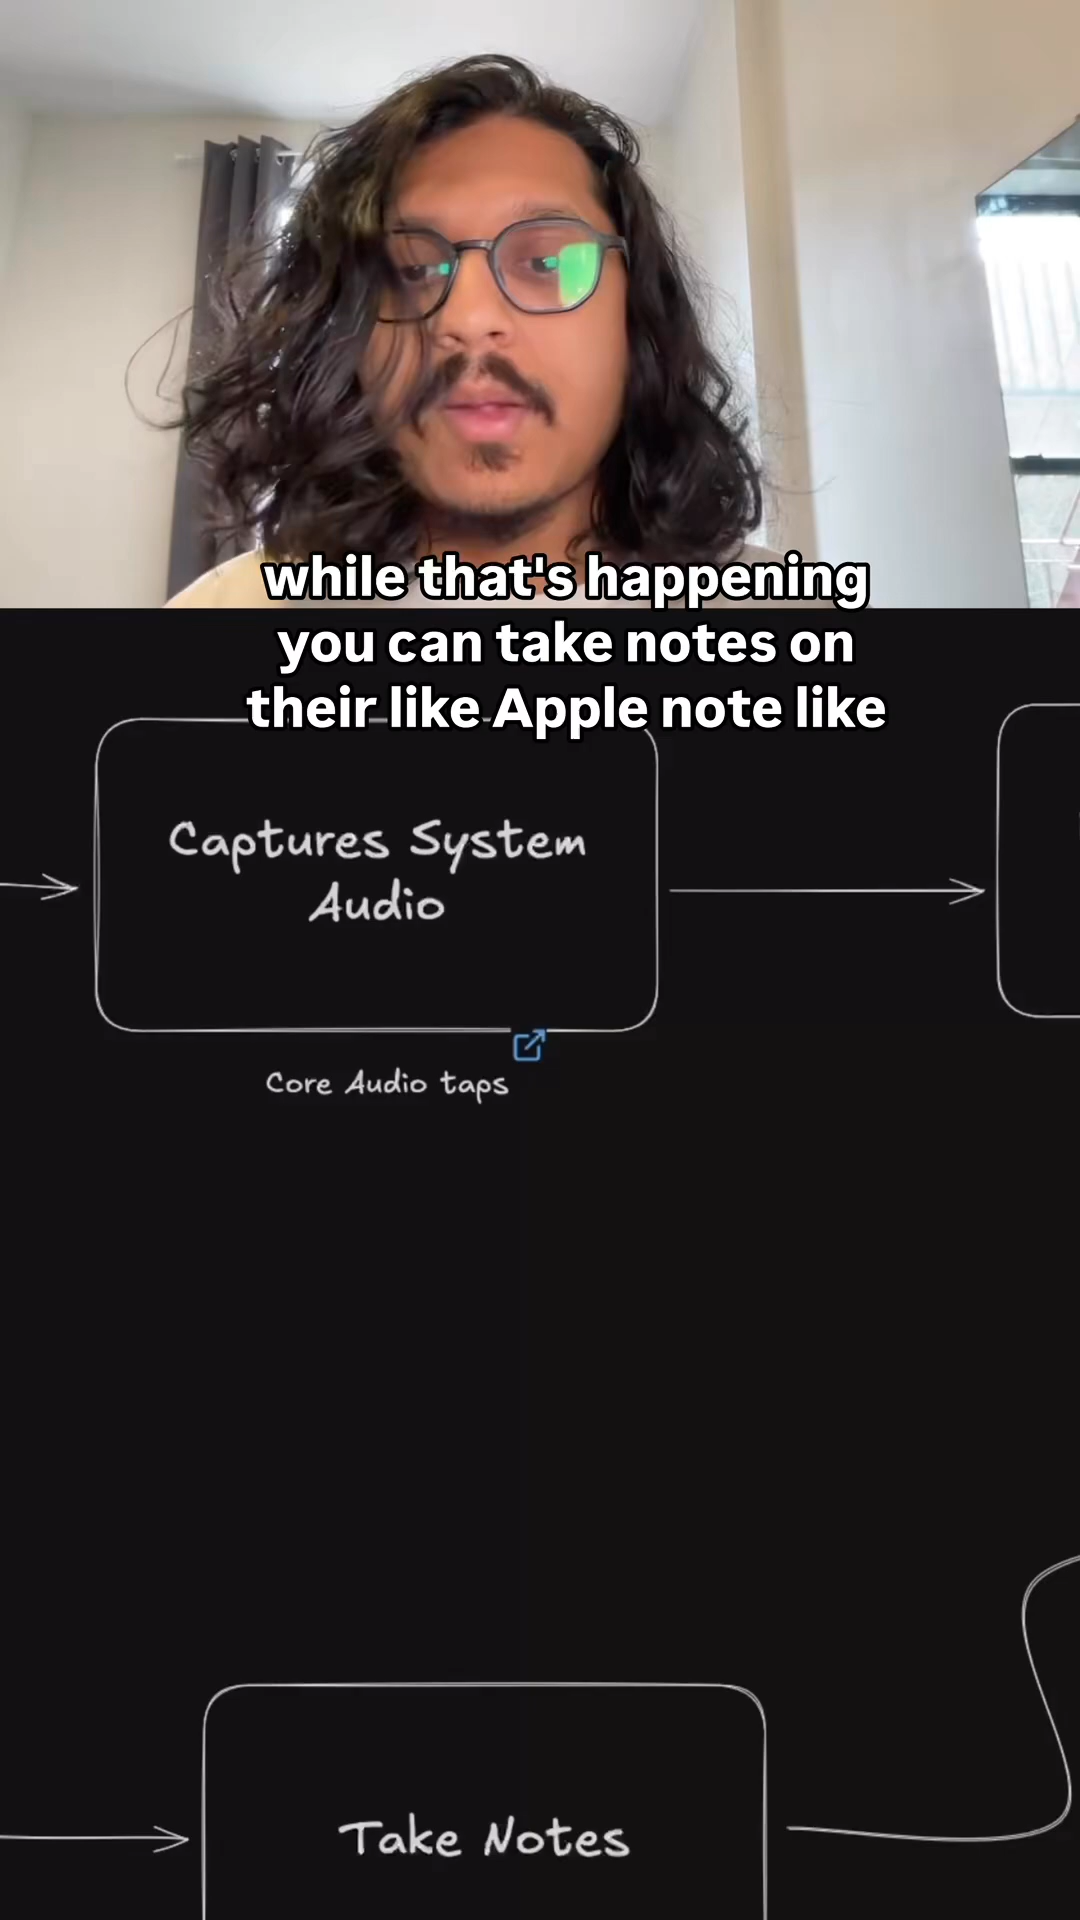 while that's happening
you can take notes on
their like Apple note like
Captures System
Audio
Core Audio taps
Take Notes